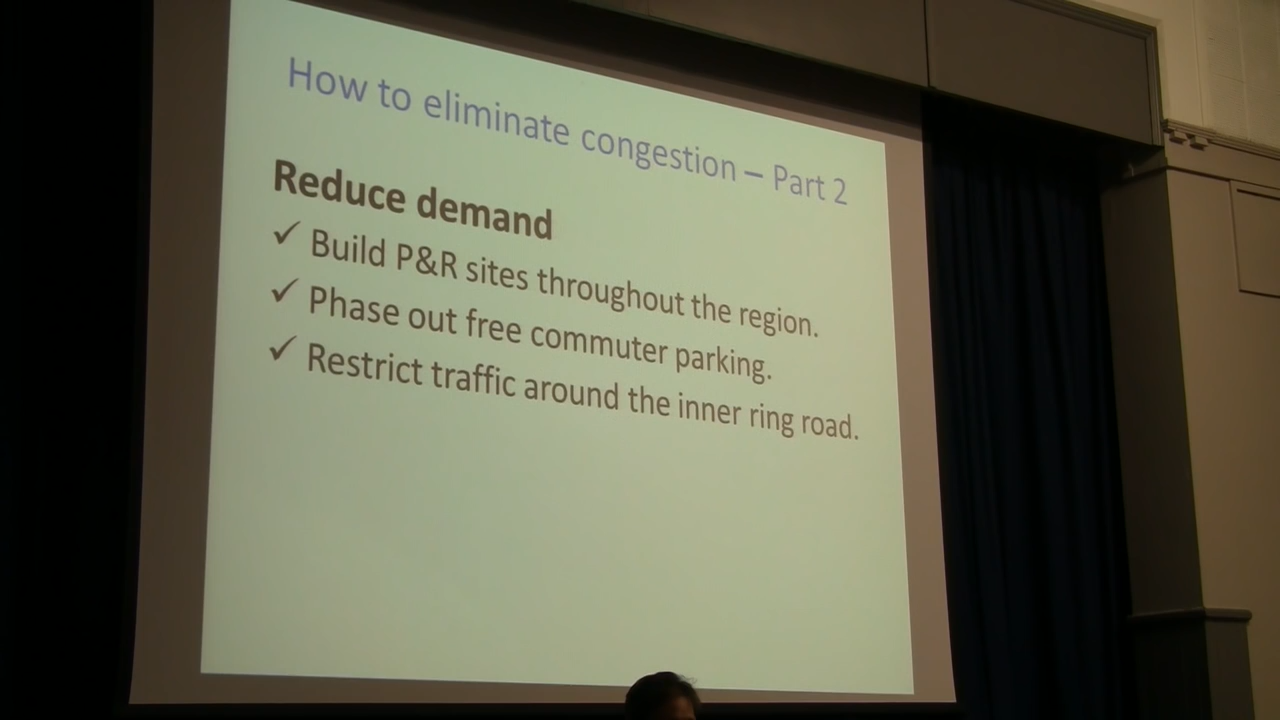 How to eliminate congestion – Part 2
Reduce demand
✓ Build P&R sites throughout the region.
✓ Phase out free commuter parking.
✓ Restrict traffic around the inner ring road.